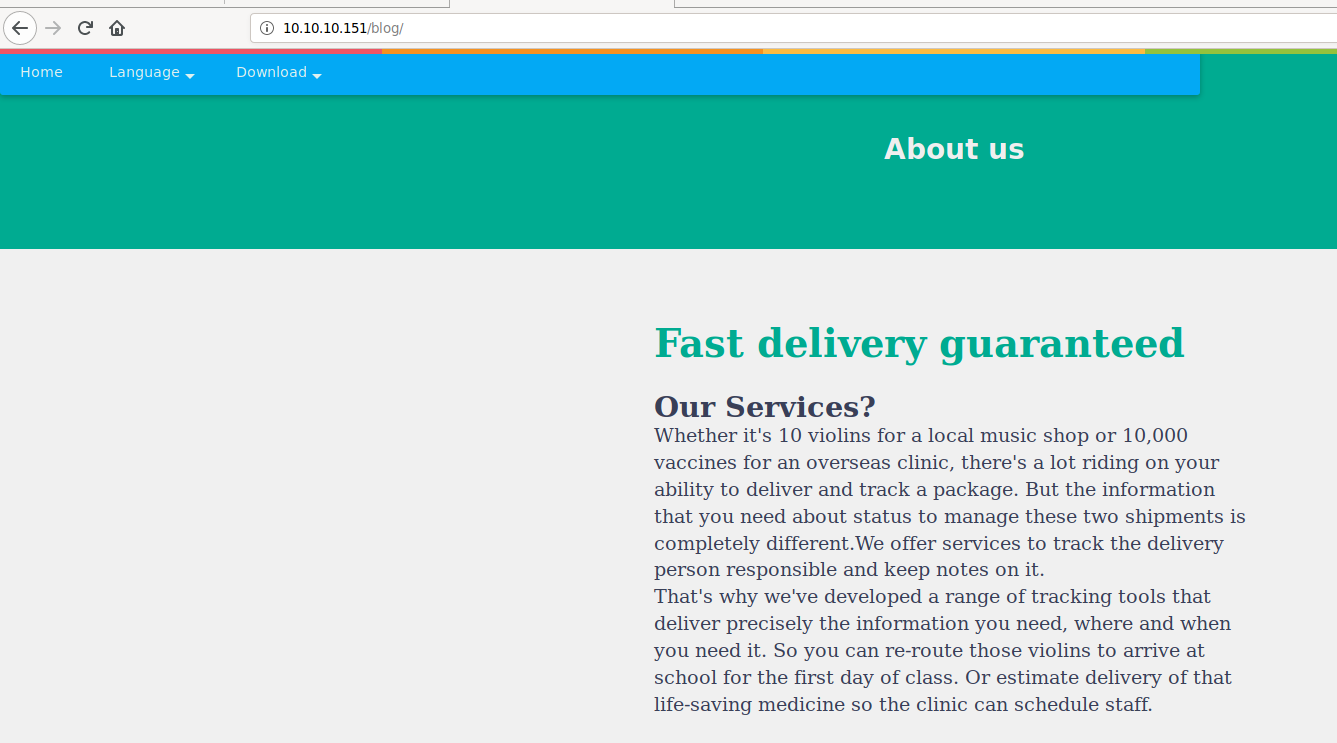 10.10.10.151/blog/
Home Language Download
About us
Fast delivery guaranteed
Our Services?
Whether it's 10 violins for a local music shop or 10,000
vaccines for an overseas clinic, there's a lot riding on your
ability to deliver and track a package. But the information
that you need about status to manage these two shipments is
completely different.We offer services to track the delivery
person responsible and keep notes on it.
That's why we've developed a range of tracking tools that
deliver precisely the information you need, where and when
you need it. So you can re-route those violins to arrive at
school for the first day of class. Or estimate delivery of that
life-saving medicine so the clinic can schedule staff.